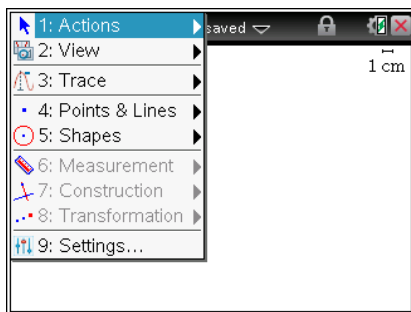 1: Actions
saved
2: View
1 cm
3: Trace
4: Points & Lines
5: Shapes
6: Measurement
7: Construction
8: Transformation
9: Settings...